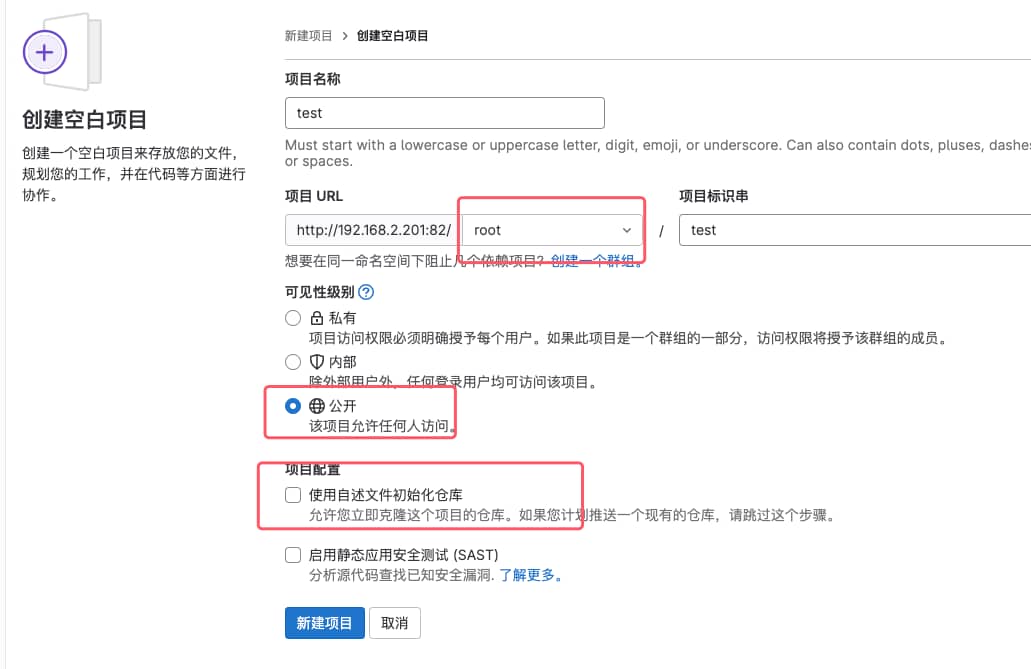 新建项目 > 创建空白项目
创建空白项目
创建一个空白项目来存放您的文件，
规划您的工作，并在代码等方面进行
协作。
项目名称
test
Must start with a lowercase or uppercase letter, digit, emoji, or underscore. Can also contain dots, pluses, dashes
or spaces.
项目 URL
http://192.168.2.201:82/
root
/
项目标识串
test
想要在同一命名空间下阻止几个依赖项目？创建一个群组。
可见性级别
私有
项目访问权限必须明确授予每个用户。如果此项目是一个群组的一部分，访问权限将授予该群组的成员。
内部
除外部用户外，任何登录用户均可访问该项目。
公开
该项目允许任何人访问。
项目配置
使用自述文件初始化仓库
允许您立即克隆这个项目的仓库。如果您计划推送一个现有的仓库，请跳过这个步骤。
启用静态应用安全测试 (SAST)
分析源代码查找已知安全漏洞. 了解更多。
新建项目
取消